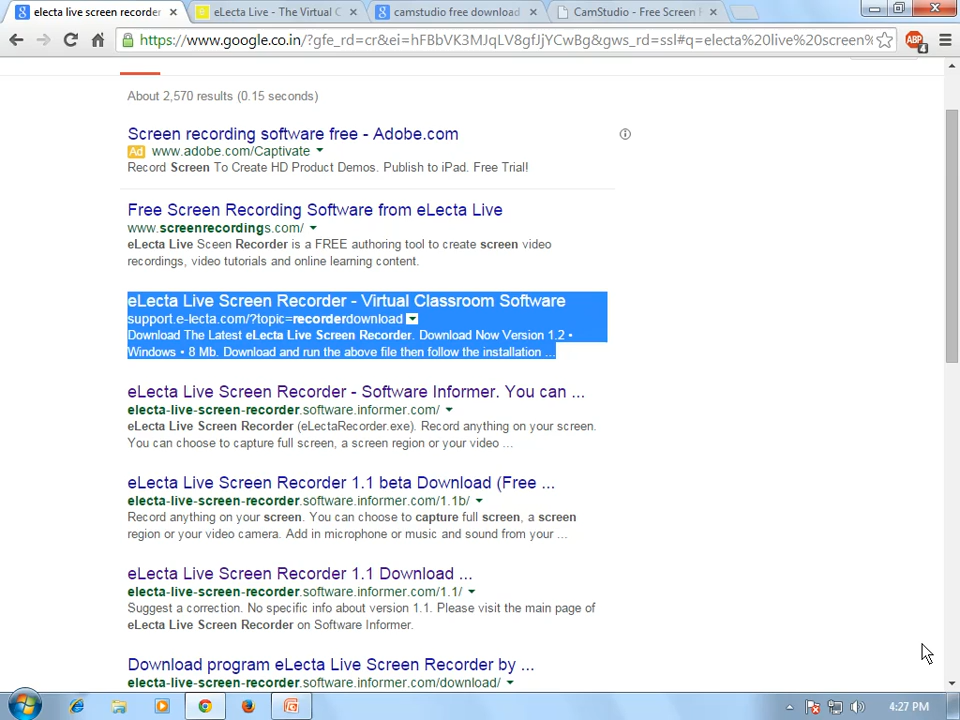 electa live screen recorder
eLecta Live - The Virtual C
camstudio free download
CamStudio - Free Screen
https://www.google.co.in/?gfe_rd=cr&ei=hFBbVK3MJqLV8gfJjYCwBg&gws_rd=ssl#q=electa%20live%20screen%
ABP
About 2,570 results (0.15 seconds)
Screen recording software free - Adobe.com
Ad www.adobe.com/Captivate
Record Screen To Create HD Product Demos. Publish to iPad. Free Trial!
Free Screen Recording Software from eLecta Live
www.screenrecordings.com/
eLecta Live Sceen Recorder is a FREE authoring tool to create screen video
recordings, video tutorials and online learning content.
eLecta Live Screen Recorder - Virtual Classroom Software
support.e-lecta.com/?topic=recorderdownload
Download The Latest eLecta Live Screen Recorder. Download Now Version 1.2 •
Windows • 8 Mb. Download and run the above file then follow the installation ...
eLecta Live Screen Recorder - Software Informer. You can ...
electa-live-screen-recorder.software.informer.com/
eLecta Live Screen Recorder (eLectaRecorder.exe). Record anything on your screen.
You can choose to capture full screen, a screen region or your video ...
eLecta Live Screen Recorder 1.1 beta Download (Free ...
electa-live-screen-recorder.software.informer.com/1.1b/
Record anything on your screen. You can choose to capture full screen, a screen
region or your video camera. Add in microphone or music and sound from your ...
eLecta Live Screen Recorder 1.1 Download ...
electa-live-screen-recorder.software.informer.com/1.1/
Suggest a correction. No specific info about version 1.1. Please visit the main page of
eLecta Live Screen Recorder on Software Informer.
Download program eLecta Live Screen Recorder by ...
electa-live-screen-recorder.software.informer.com/download/
4:27 PM